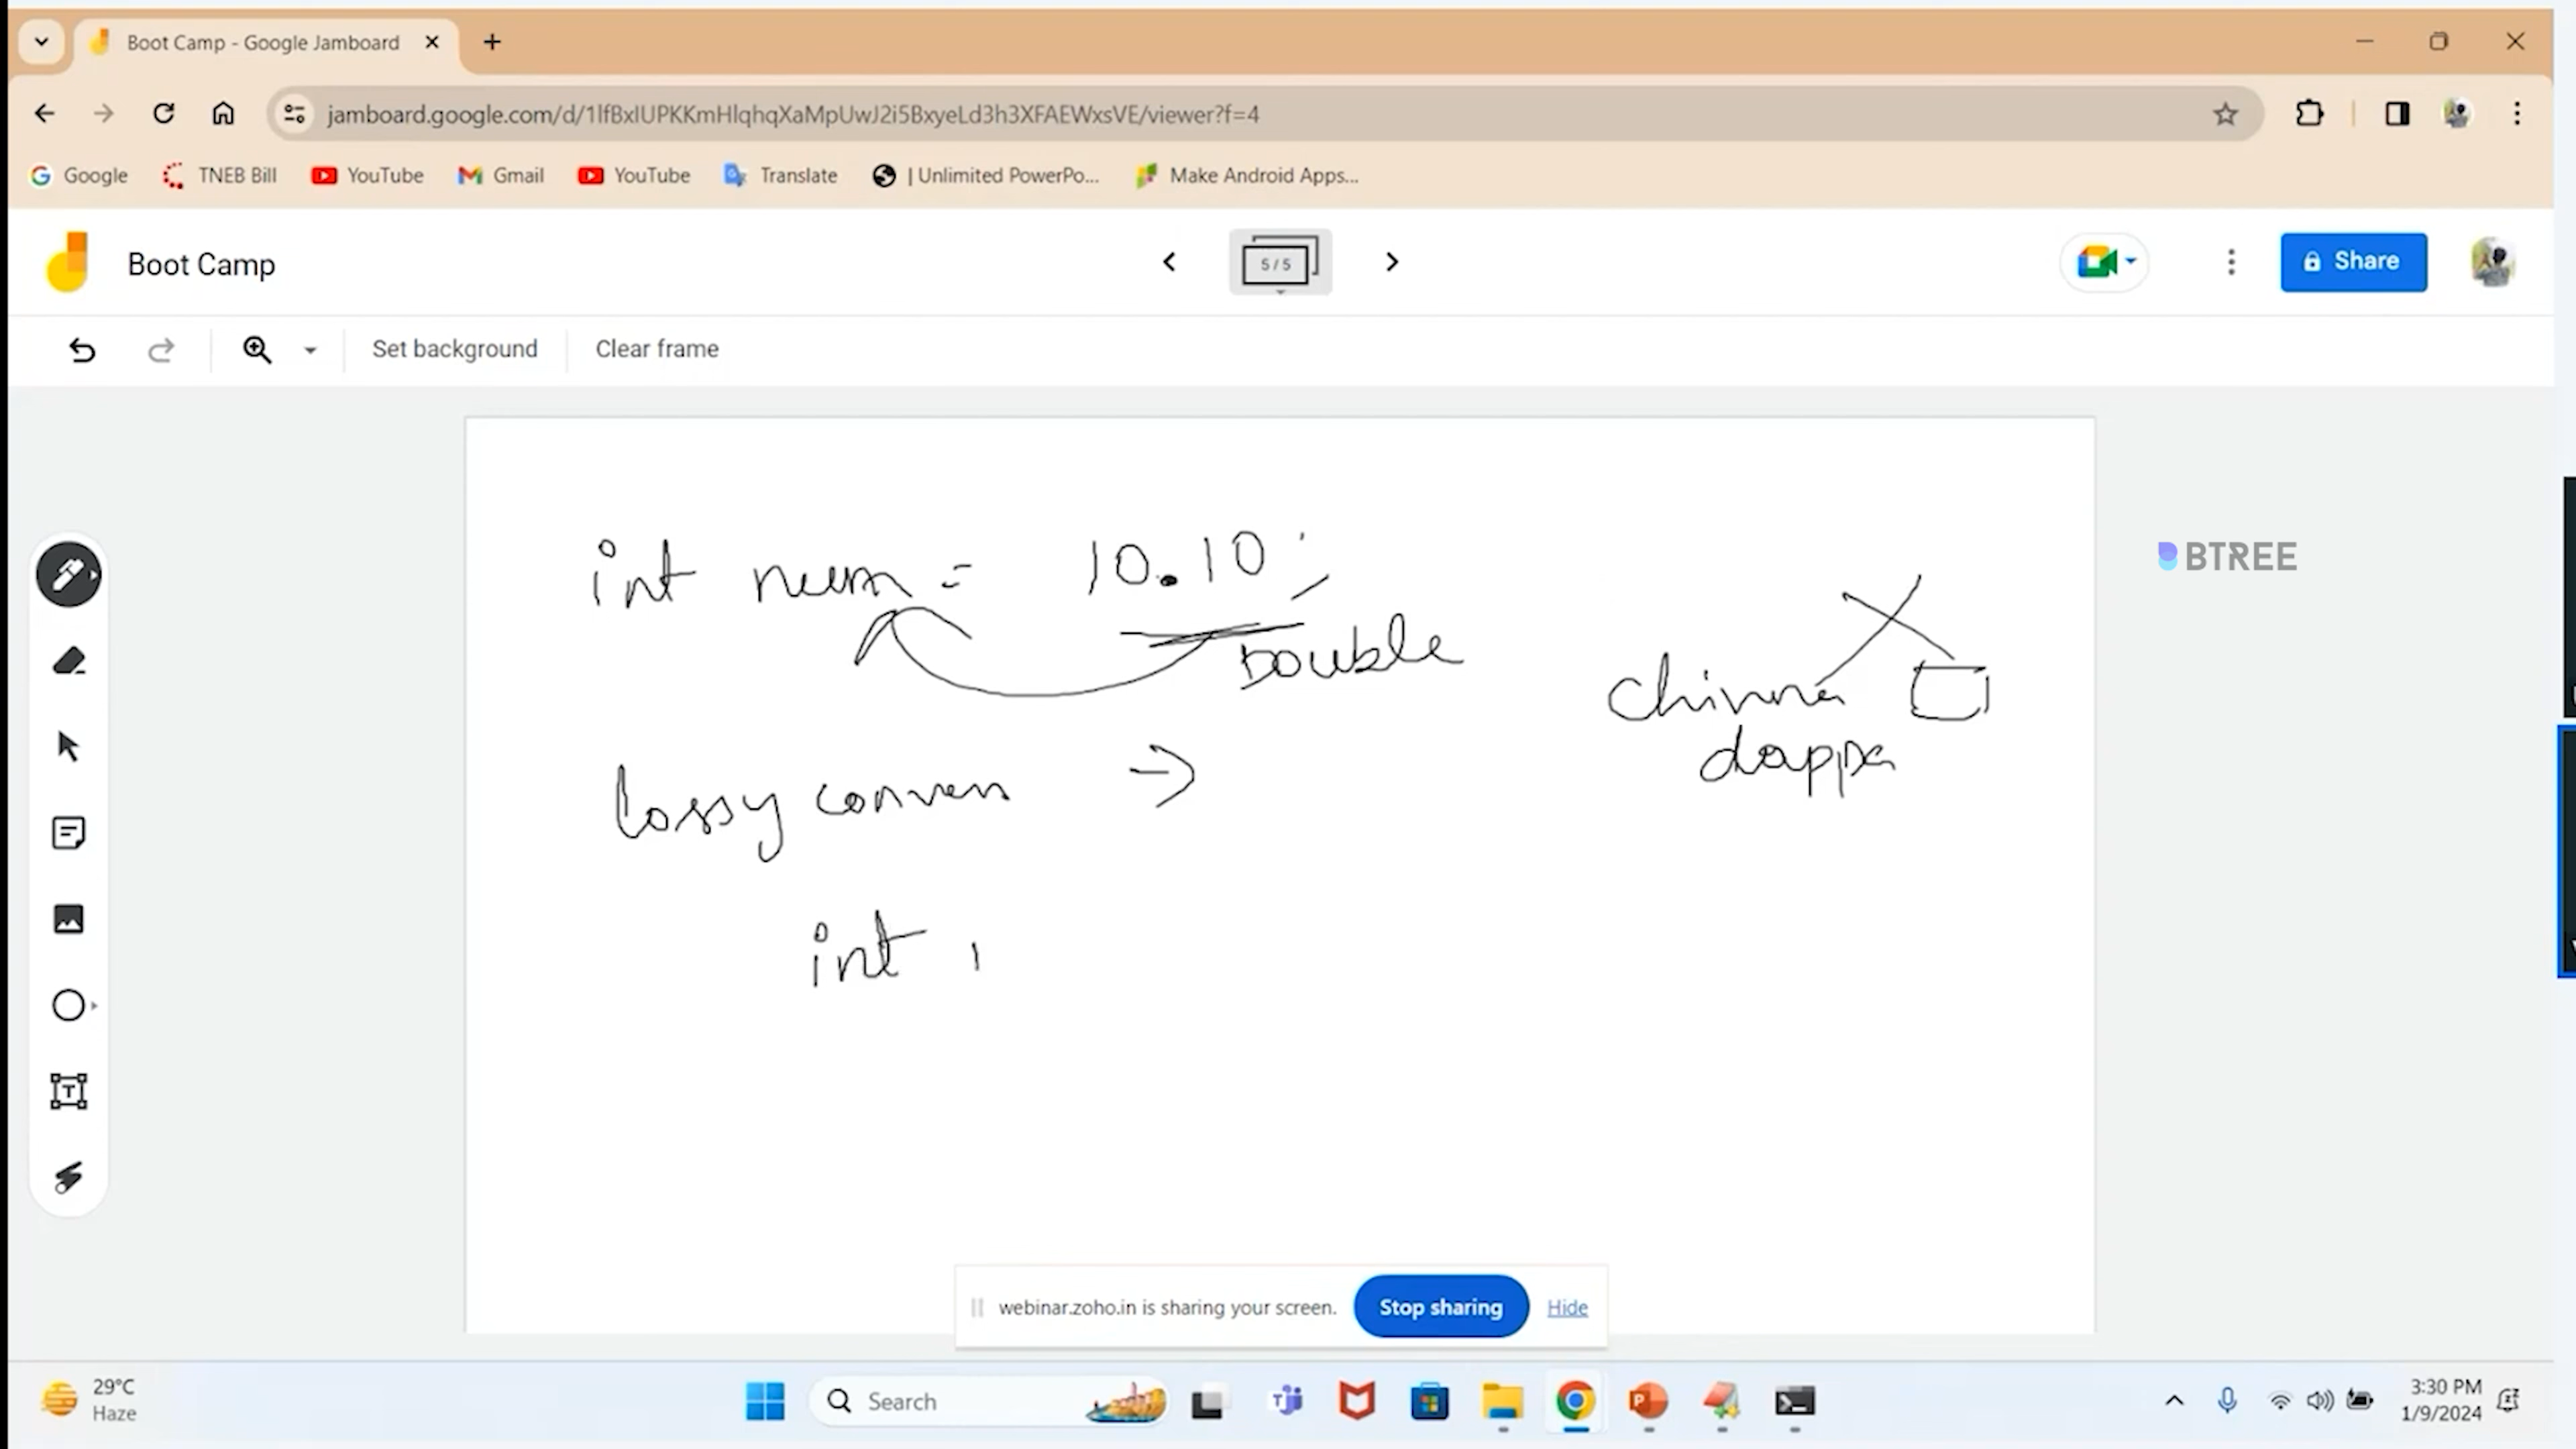 Boot Camp - Google Jamboard
jamboard.google.com/d/1lfBxIUPKKmHlqhqXaMpUwJ2i5BxyeLd3h3XFAEWxsVE/viewer?f=4
Google TNEB Bill YouTube Gmail YouTube Translate | Unlimited PowerPo... Make Android Apps...
Boot Camp
5 / 5
Share
Set background Clear frame
int num = 10.10;
Double
BTREE
chinna
dappa
lossy conven →
int
webinar.zoho.in is sharing your screen. Stop sharing Hide
29°C
Haze
Search
3:30 PM
1/9/2024